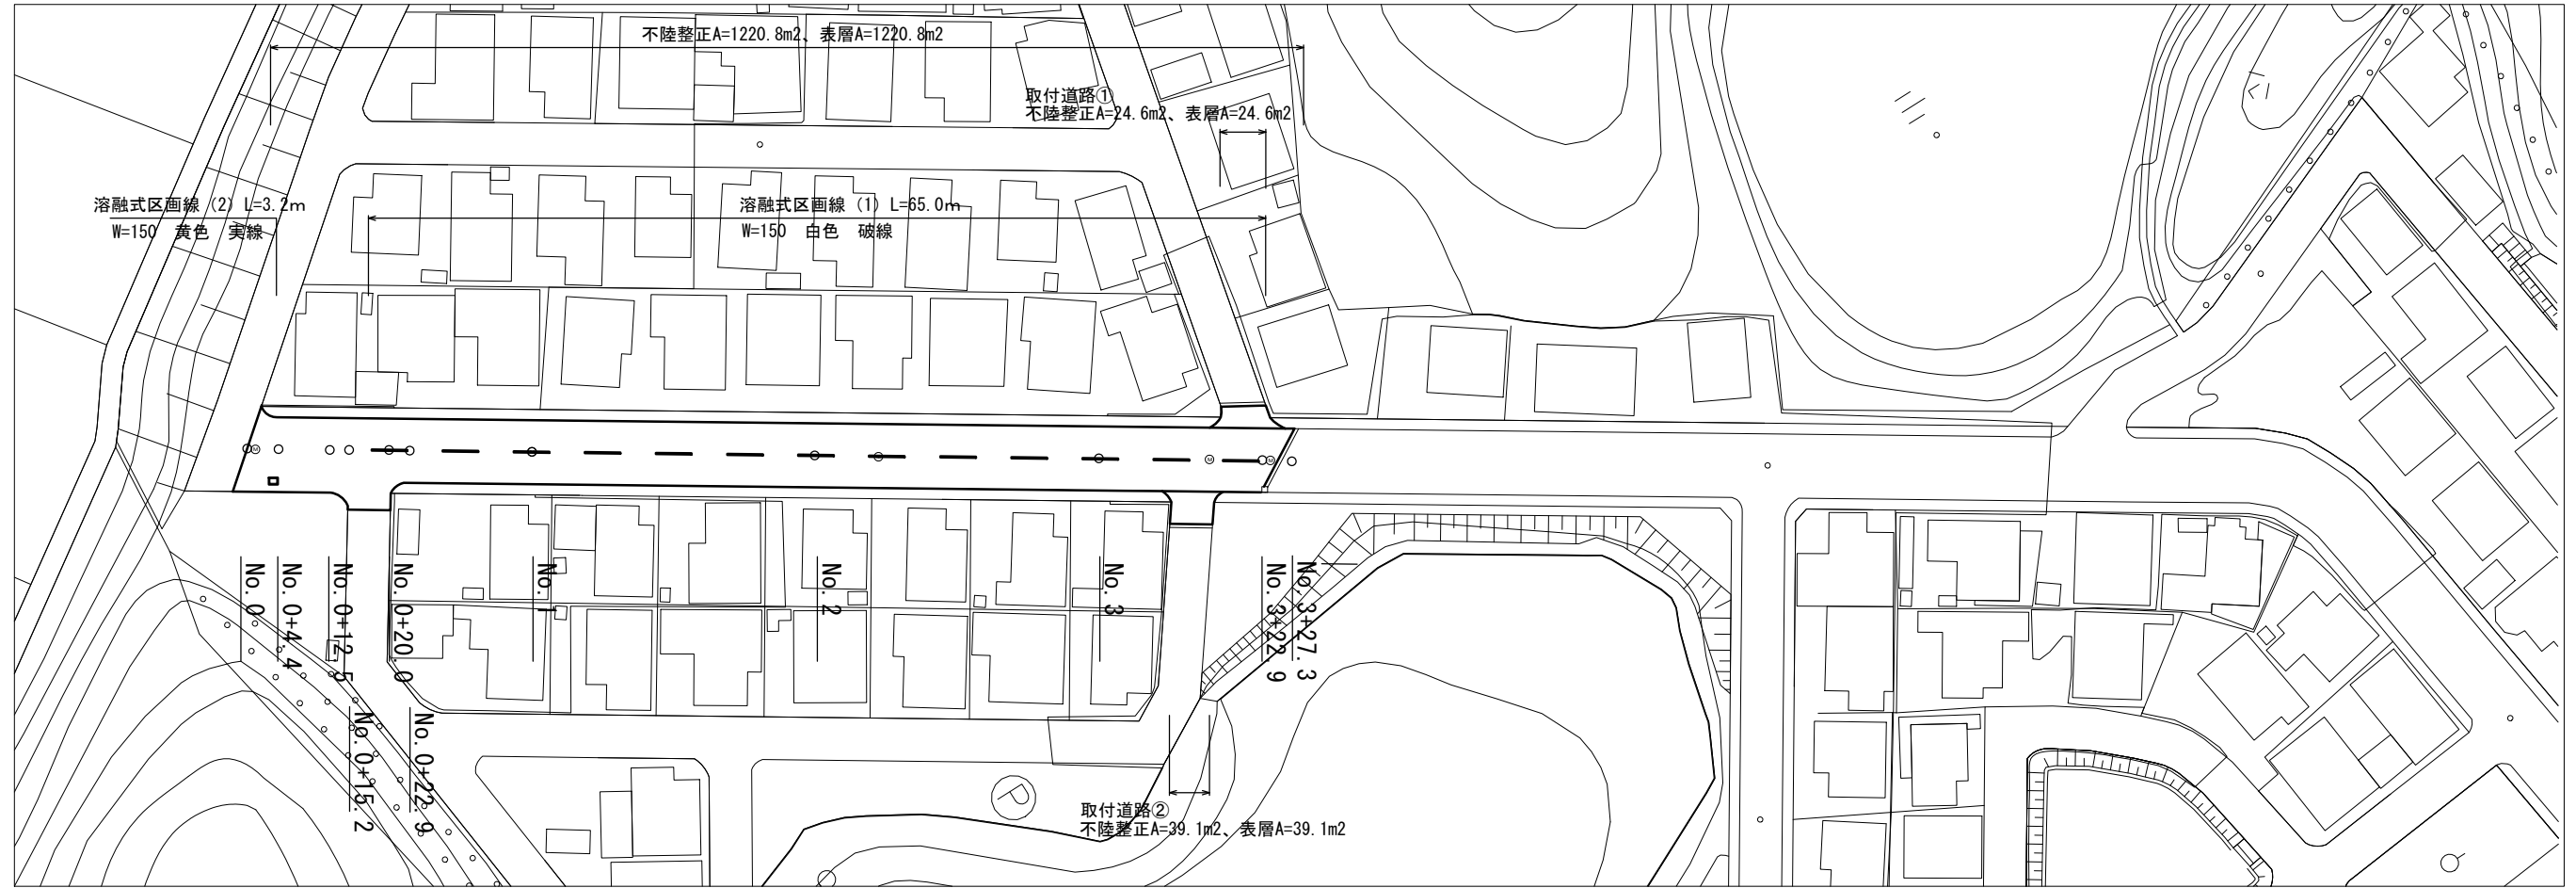 不陸整正A=1220.8m2、表層A=1220.8m2
取付道路①
不陸整正A=24.6m2、表層A=24.6m2
溶融式区画線（2）L=3.2m
W=150　黄色　実線
溶融式区画線（1）L=65.0m
W=150　白色　破線
No.0
No.0+4.4
No.0+12.5
No.0+20.0
No.1
No.2
No.3
No.3+22.9
No.3+27.3
No.0+15.2
No.0+22.9
P
取付道路②
不陸整正A=39.1m2、表層A=39.1m2